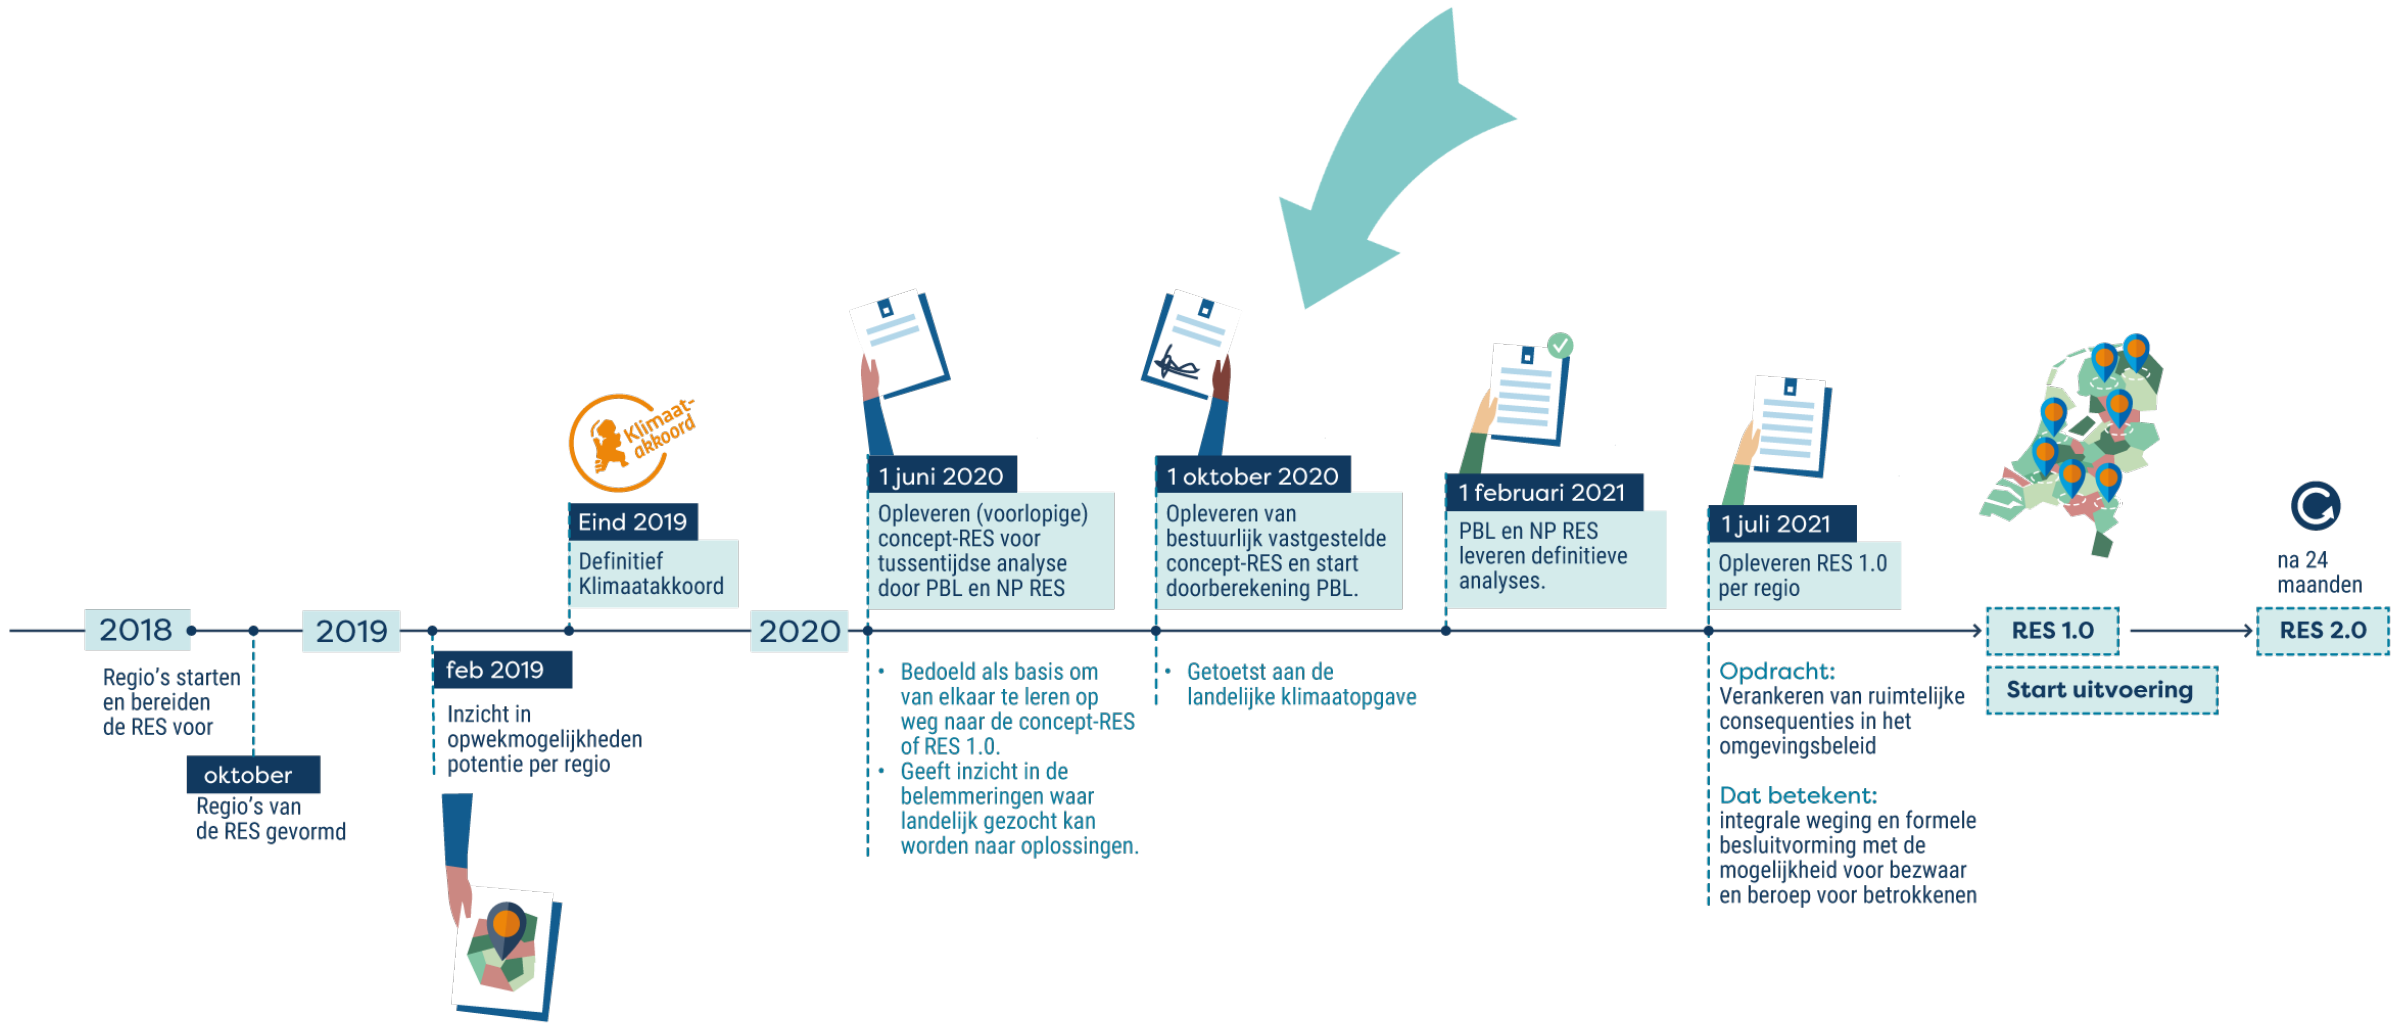 2018
Regio's starten
en bereiden
de RES voor
oktober
Regio's van
de RES gevormd
2019
feb 2019
Inzicht in
opwekmogelijkheden
potentie per regio
Klimaat-
akkoord
Eind 2019
Definitief
Klimaatakkoord
2020
1 juni 2020
Opleveren (voorlopige)
concept-RES voor
tussentijdse analyse
door PBL en NP RES
• Bedoeld als basis om
van elkaar te leren op
weg naar de concept-RES
of RES 1.0.
• Geeft inzicht in de
belemmeringen waar
landelijk gezocht kan
worden naar oplossingen.
1 oktober 2020
Opleveren van
bestuurlijk vastgestelde
concept-RES en start
doorberekening PBL.
• Getoetst aan de
landelijke klimaatopgave
1 februari 2021
PBL en NP RES
leveren definitieve
analyses.
1 juli 2021
Opleveren RES 1.0
per regio
Opdracht:
Verankeren van ruimtelijke
consequenties in het
omgevingsbeleid
Dat betekent:
integrale weging en formele
besluitvorming met de
mogelijkheid voor bezwaar
en beroep voor betrokkenen
RES 1.0
Start uitvoering
na 24
maanden
RES 2.0